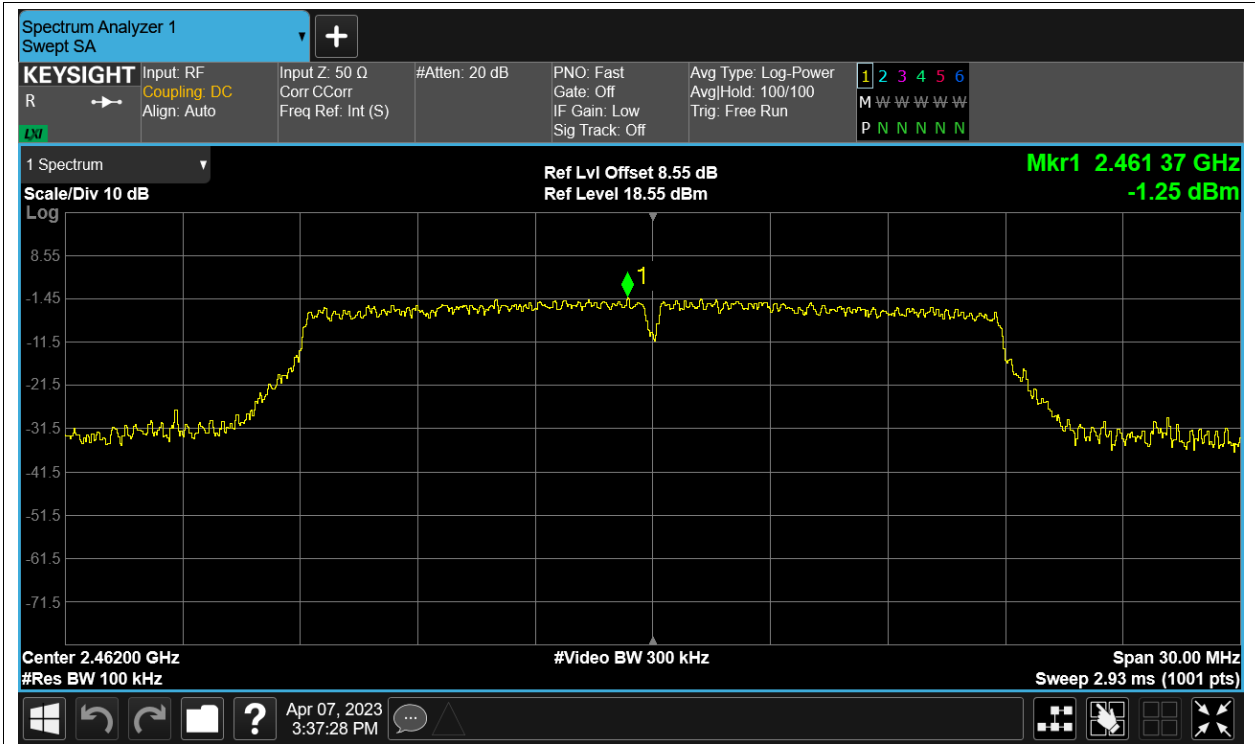 Spectrum Analyzer 1
Swept SA
KEYSIGHT
R
LXI
Input: RF
Coupling: DC
Align: Auto
Input Z: 50 Ω
Corr CCorr
Freq Ref: Int (S)
#Atten: 20 dB
PNO: Fast
Gate: Off
IF Gain: Low
Sig Track: Off
Avg Type: Log-Power
Avg|Hold: 100/100
Trig: Free Run
1 2 3 4 5 6
M W W W W W
P N N N N N
1 Spectrum
Scale/Div 10 dB
Ref Lvl Offset 8.55 dB
Ref Level 18.55 dBm
Mkr1 2.461 37 GHz
-1.25 dBm
Log
8.55
-1.45
-11.5
-21.5
-31.5
-41.5
-51.5
-61.5
-71.5
1
Center 2.46200 GHz
#Res BW 100 kHz
#Video BW 300 kHz
Span 30.00 MHz
Sweep 2.93 ms (1001 pts)
?
Apr 07, 2023
3:37:28 PM